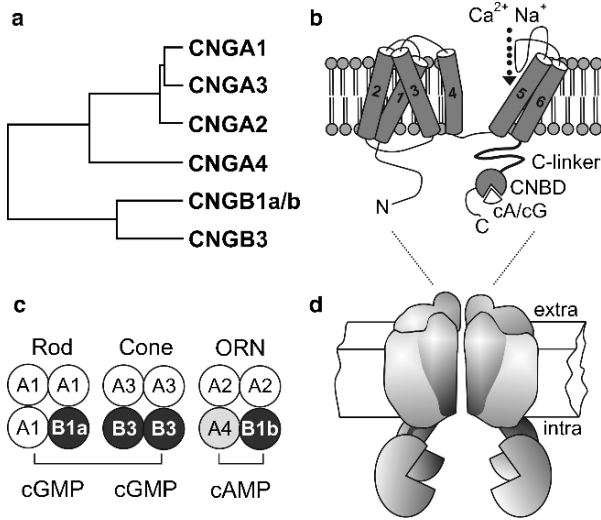 a
CNGA1
CNGA3
CNGA2
CNGA4
CNGB1a/b
CNGB3
b
Ca²⁺ Na⁺
2
1
3
4
5
6
C-linker
CNBD
cA/cG
N
C
c
Rod Cone ORN
A1 A1 A3 A3 A2 A2
A1 B1a B3 B3 A4 B1b
cGMP cGMP cAMP
d
extra
intra